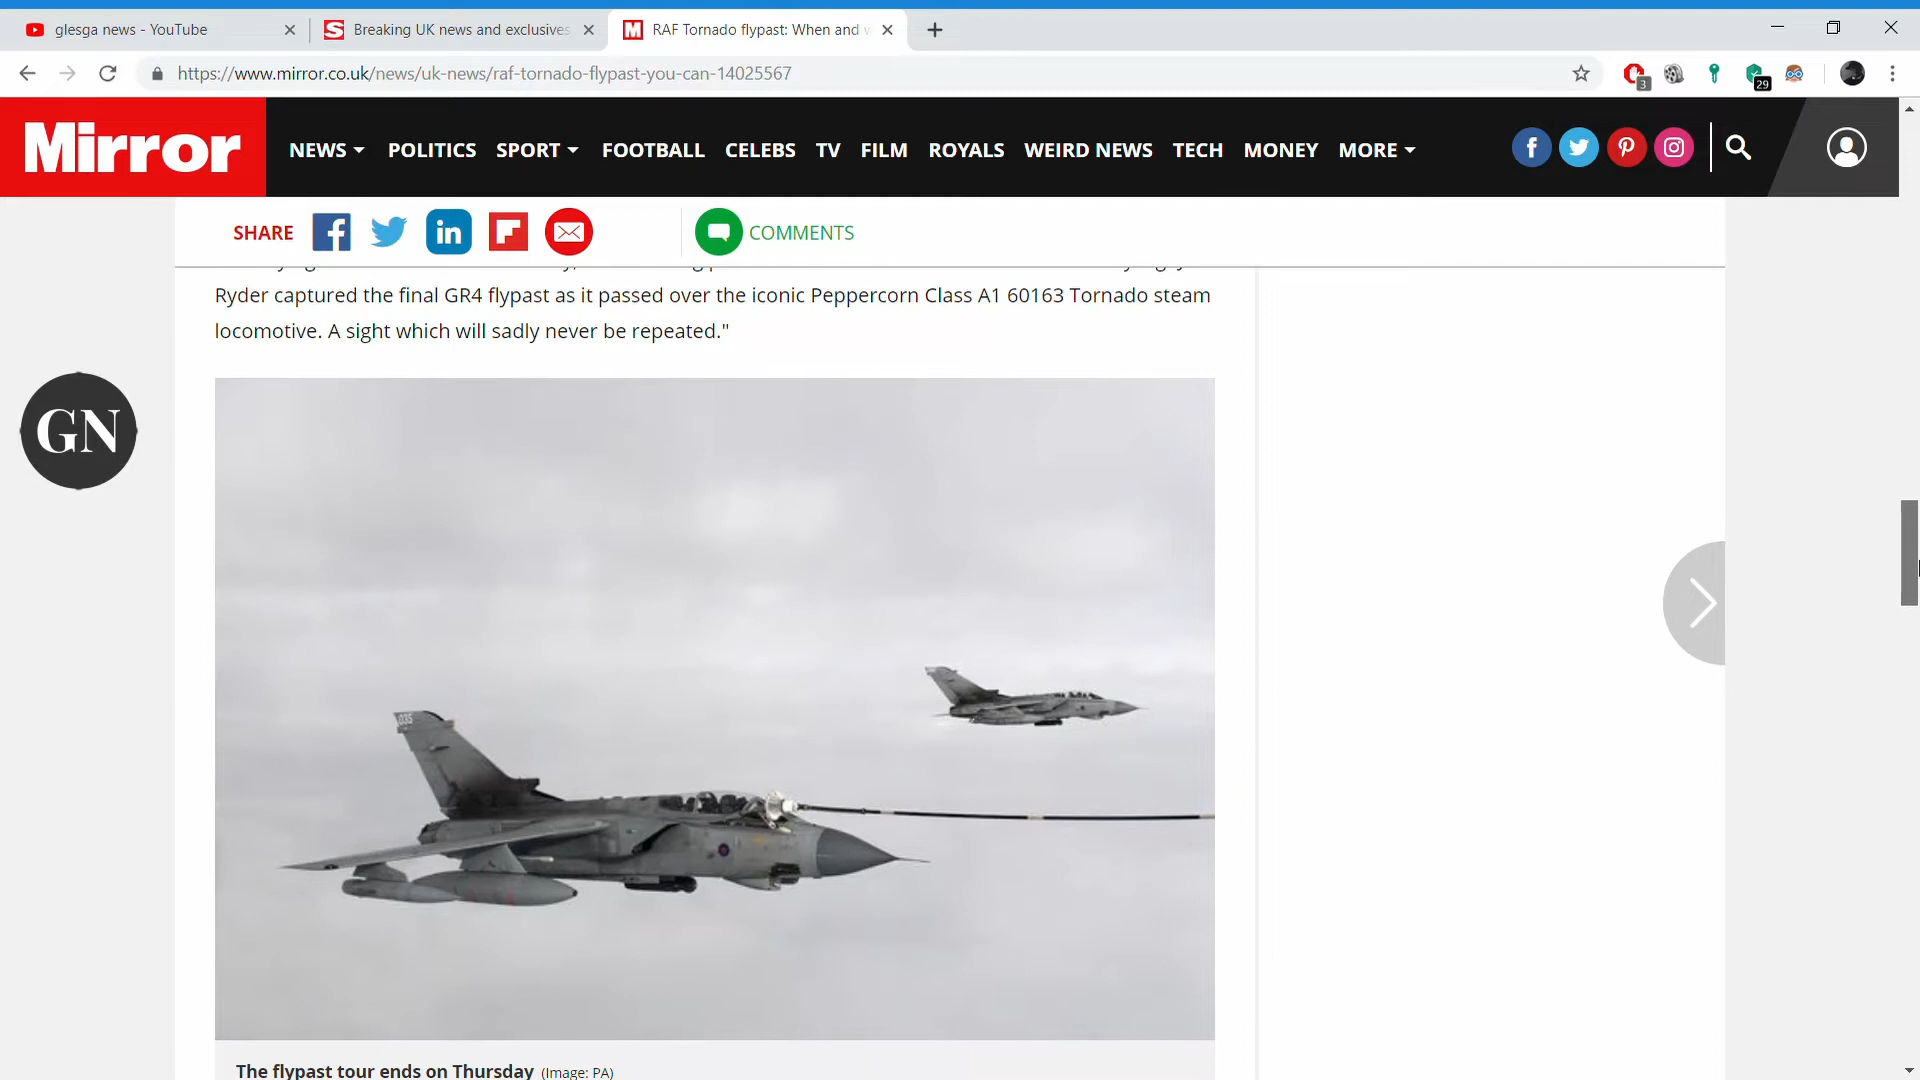 glesga news - YouTube
Breaking UK news and exclusives
RAF Tornado flypast: When and w
https://www.mirror.co.uk/news/uk-news/raf-tornado-flypast-you-can-14025567
3
29
Mirror
NEWS POLITICS SPORT FOOTBALL CELEBS TV FILM ROYALS WEIRD NEWS TECH MONEY MORE
SHARE
COMMENTS
Ryder captured the final GR4 flypast as it passed over the iconic Peppercorn Class A1 60163 Tornado steam
locomotive. A sight which will sadly never be repeated."
GN
035
The flypast tour ends on Thursday (Image: PA)